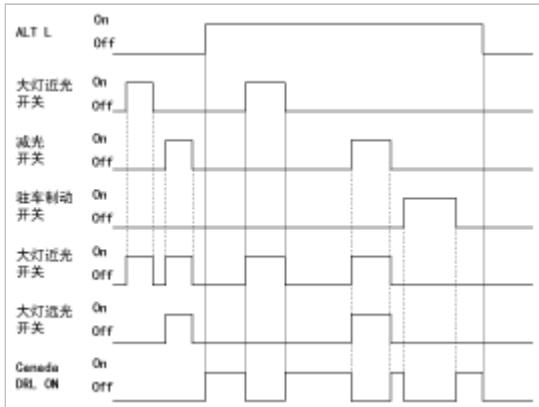 ALT L
On
Off
大灯近光
开关
On
Off
减光
开关
On
Off
驻车制动
开关
On
Off
大灯近光
开关
On
Off
大灯远光
开关
On
Off
Canada
DRL ON
On
Off